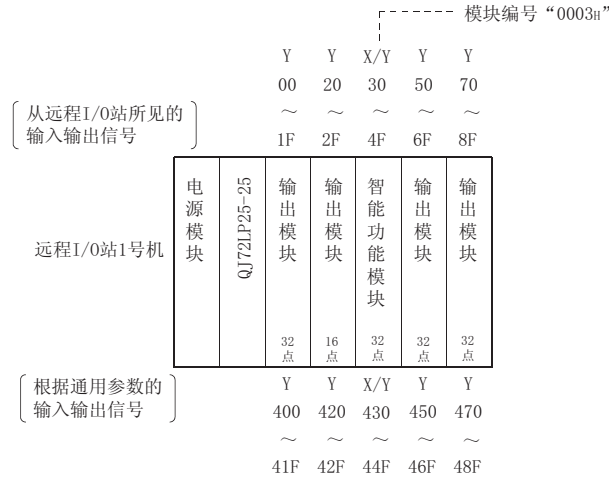 模块编号“0003H”
Y Y X/Y Y Y
00 20 30 50 70
～ ～ ～ ～ ～
1F 2F 4F 6F 8F
从远程I/O站所见的
输入输出信号
远程I/O站1号机
电源模块
QJ72LP25-25
输出模块
32点
输出模块
16点
智能功能模块
32点
输出模块
32点
输出模块
32点
根据通用参数的
输入输出信号
Y Y X/Y Y Y
400 420 430 450 470
～ ～ ～ ～ ～
41F 42F 44F 46F 48F